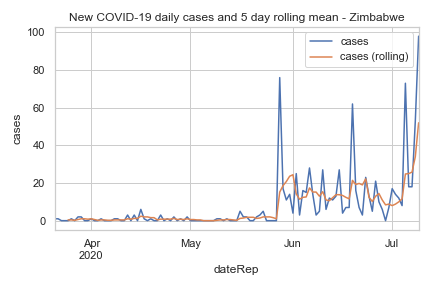 New COVID-19 daily cases and 5 day rolling mean - Zimbabwe
100
80
60
40
20
0
cases
cases
cases (rolling)
Apr
2020
May
Jun
Jul
dateRep